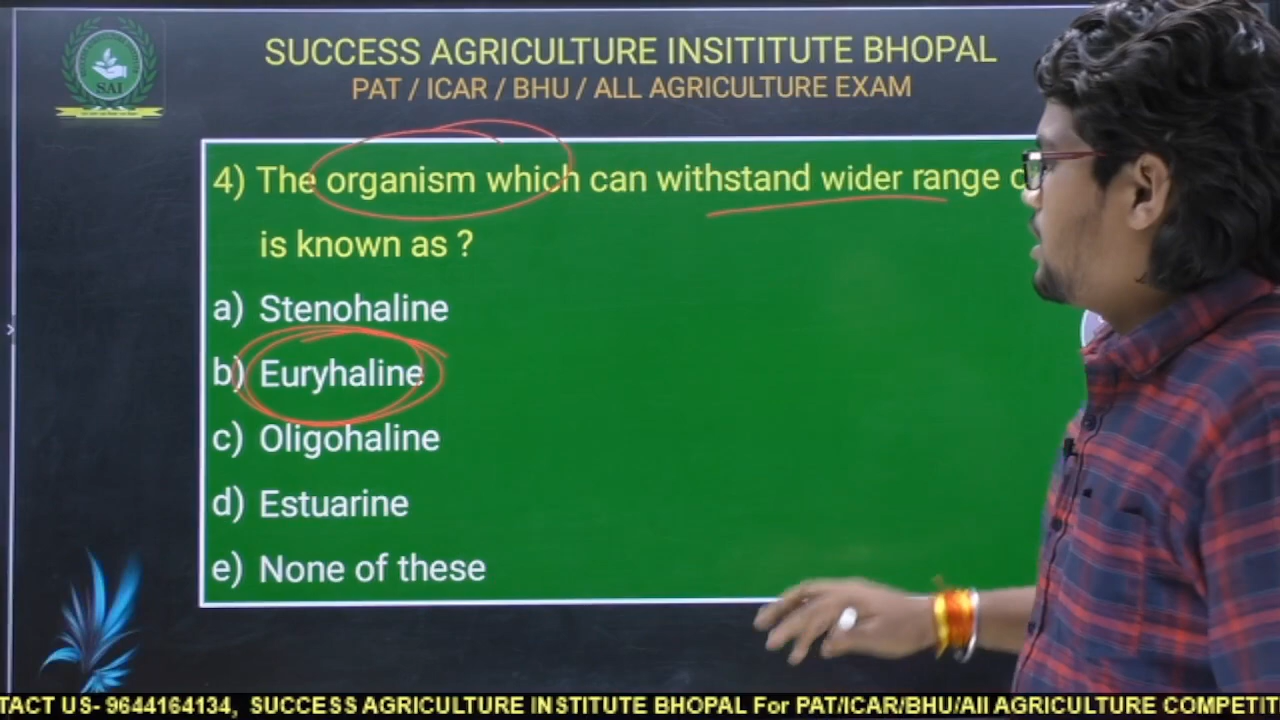 SAI
SUCCESS AGRICULTURE INSITITUTE BHOPAL
PAT / ICAR / BHU / ALL AGRICULTURE EXAM
4) The organism which can withstand wider range
is known as ?
a) Stenohaline
b) Euryhaline
c) Oligohaline
d) Estuarine
e) None of these
TACT US- 9644164134, SUCCESS AGRICULTURE INSTITUTE BHOPAL For PAT/ICAR/BHU/All AGRICULTURE COMPETIT